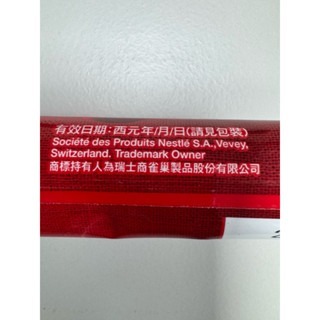 有效日期：西元年/月/日(請見包裝)
Société des Produits Nestlé S.A.,Vevey,
Switzerland, Trademark Owner
商標持有人為瑞士商雀巢製品股份有限公司